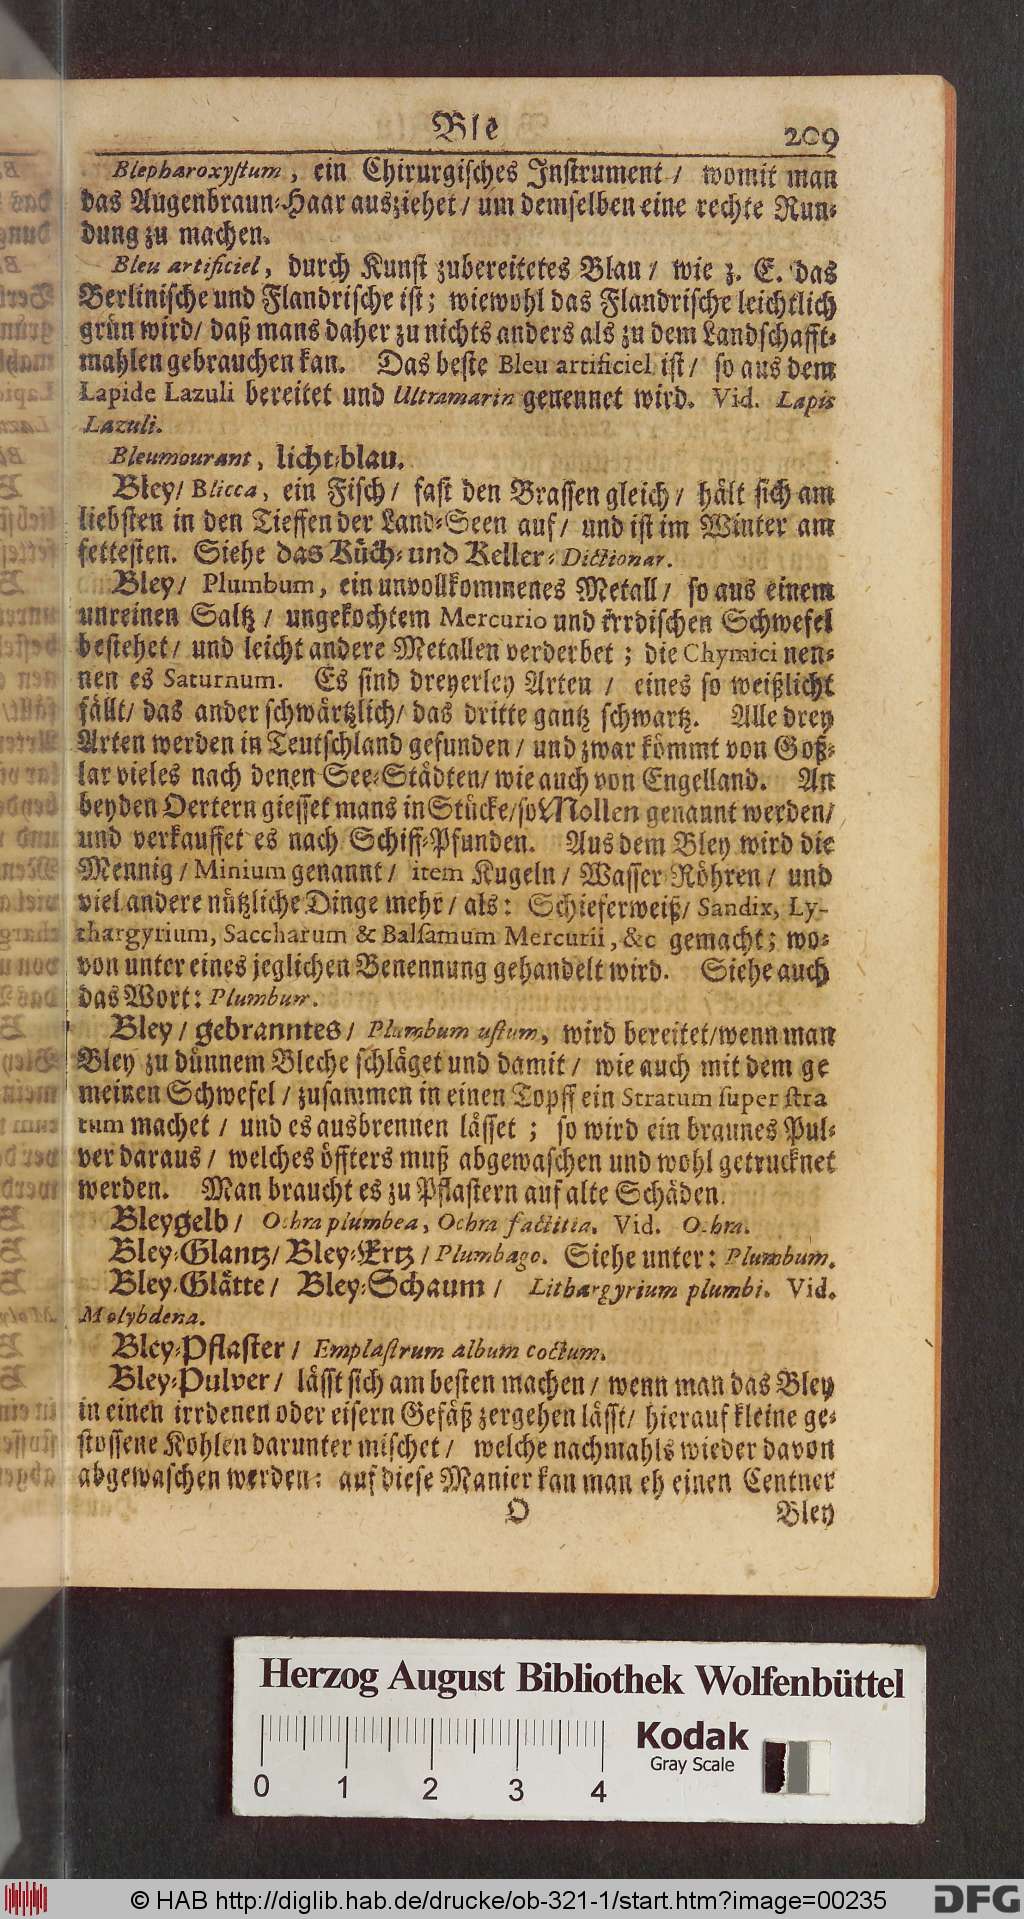 Ble
209
Blepharoxyſtum, ein Chirurgiſches Inſtrument / womit man
das Augenbraun-Haar ausziehet / um demſelben eine rechte Run-
dung zu machen.
Bleu artificiel, durch Kunſt zubereitetes Blau / wie z. E. das
Berliniſche und Flandriſche iſt; wiewohl das Flandriſche leichtlich
grün wird / daß mans daher zu nichts anders als zu dem Landſchafft-
mahlen gebrauchen kan. Das beſte Bleu artificiel iſt / ſo aus dem
Lapide Lazuli bereitet und Ultramarin genennet wird. Vid. Lapis
Lazuli.
Bleumourant, licht-blau.
Bley / Blicca, ein Fiſch / faſt den Braſſen gleich / hält ſich am
liebſten in den Tieffen der Land-Seen auf / und iſt im Winter am
fetteſten. Siehe das Küch- und Keller-Dictionar.
Bley / Plumbum, ein unvollkommenes Metall / ſo aus einem
unreinen Saltz / ungekochtem Mercurio und irrdiſchen Schwefel
beſtehet / und leicht andere Metallen verderbet ; die Chymici nen-
nen es Saturnum. Es ſind dreyerley Arten / eines ſo weißlicht
fällt / das ander ſchwärtzlich / das dritte gantz ſchwartz. Alle drey
Arten werden in Teutſchland gefunden / und zwar kömmt von Goß-
lar vieles nach denen See-Städten / wie auch von Engelland. An
beyden Oertern gieſſet mans in Stücke / ſo Mollen genannt werden /
und verkauffet es nach Schiff-Pfunden. Aus dem Bley wird die
Mennig / Minium genannt / item Kugeln / Waſſer Röhren / und
viel andere nützliche Dinge mehr / als: Schieferweiß / Sandix, Ly-
thargyrium, Saccharum & Balſamum Mercurii, &c gemacht; wo-
von unter eines jeglichen Benennung gehandelt wird. Siehe auch
das Wort: Plumbum.
Bley / gebranntes / Plumbum uſtum, wird bereitet / wenn man
Bley zu dünnem Bleche ſchläget und damit / wie auch mit dem ge
meinen Schwefel / zuſammen in einen Topff ein Stratum ſuper ſtra
tum machet / und es ausbrennen läſſet ; ſo wird ein braunes Pul-
ver daraus / welches öffters muß abgewaſchen und wohl getrucknet
werden. Man braucht es zu Pflaſtern auf alte Schäden.
Bleygelb / Ochra plumbea, Ochra factitia. Vid. Ochra.
Bley-Glantz / Bley-Ertz / Plumbago. Siehe unter: Plumbum.
Bley-Glätte / Bley-Schaum / Lithargyrium plumbi. Vid.
Molybdena.
Bley-Pflaſter / Emplaſtrum album coctum.
Bley-Pulver / läſſt ſich am beſten machen / wenn man das Bley
in einen irrdenen oder eiſern Gefäß zergehen läſſt / hierauf kleine ge-
ſtoſſene Kohlen darunter miſchet / welche nachmahls wieder davon
abgewaſchen werden: auf dieſe Manier kan man eh einen Centner
O
Bley
Herzog August Bibliothek Wolfenbüttel
0 1 2 3 4
Kodak
Gray Scale
© HAB http://diglib.hab.de/drucke/ob-321-1/start.htm?image=00235
DFG